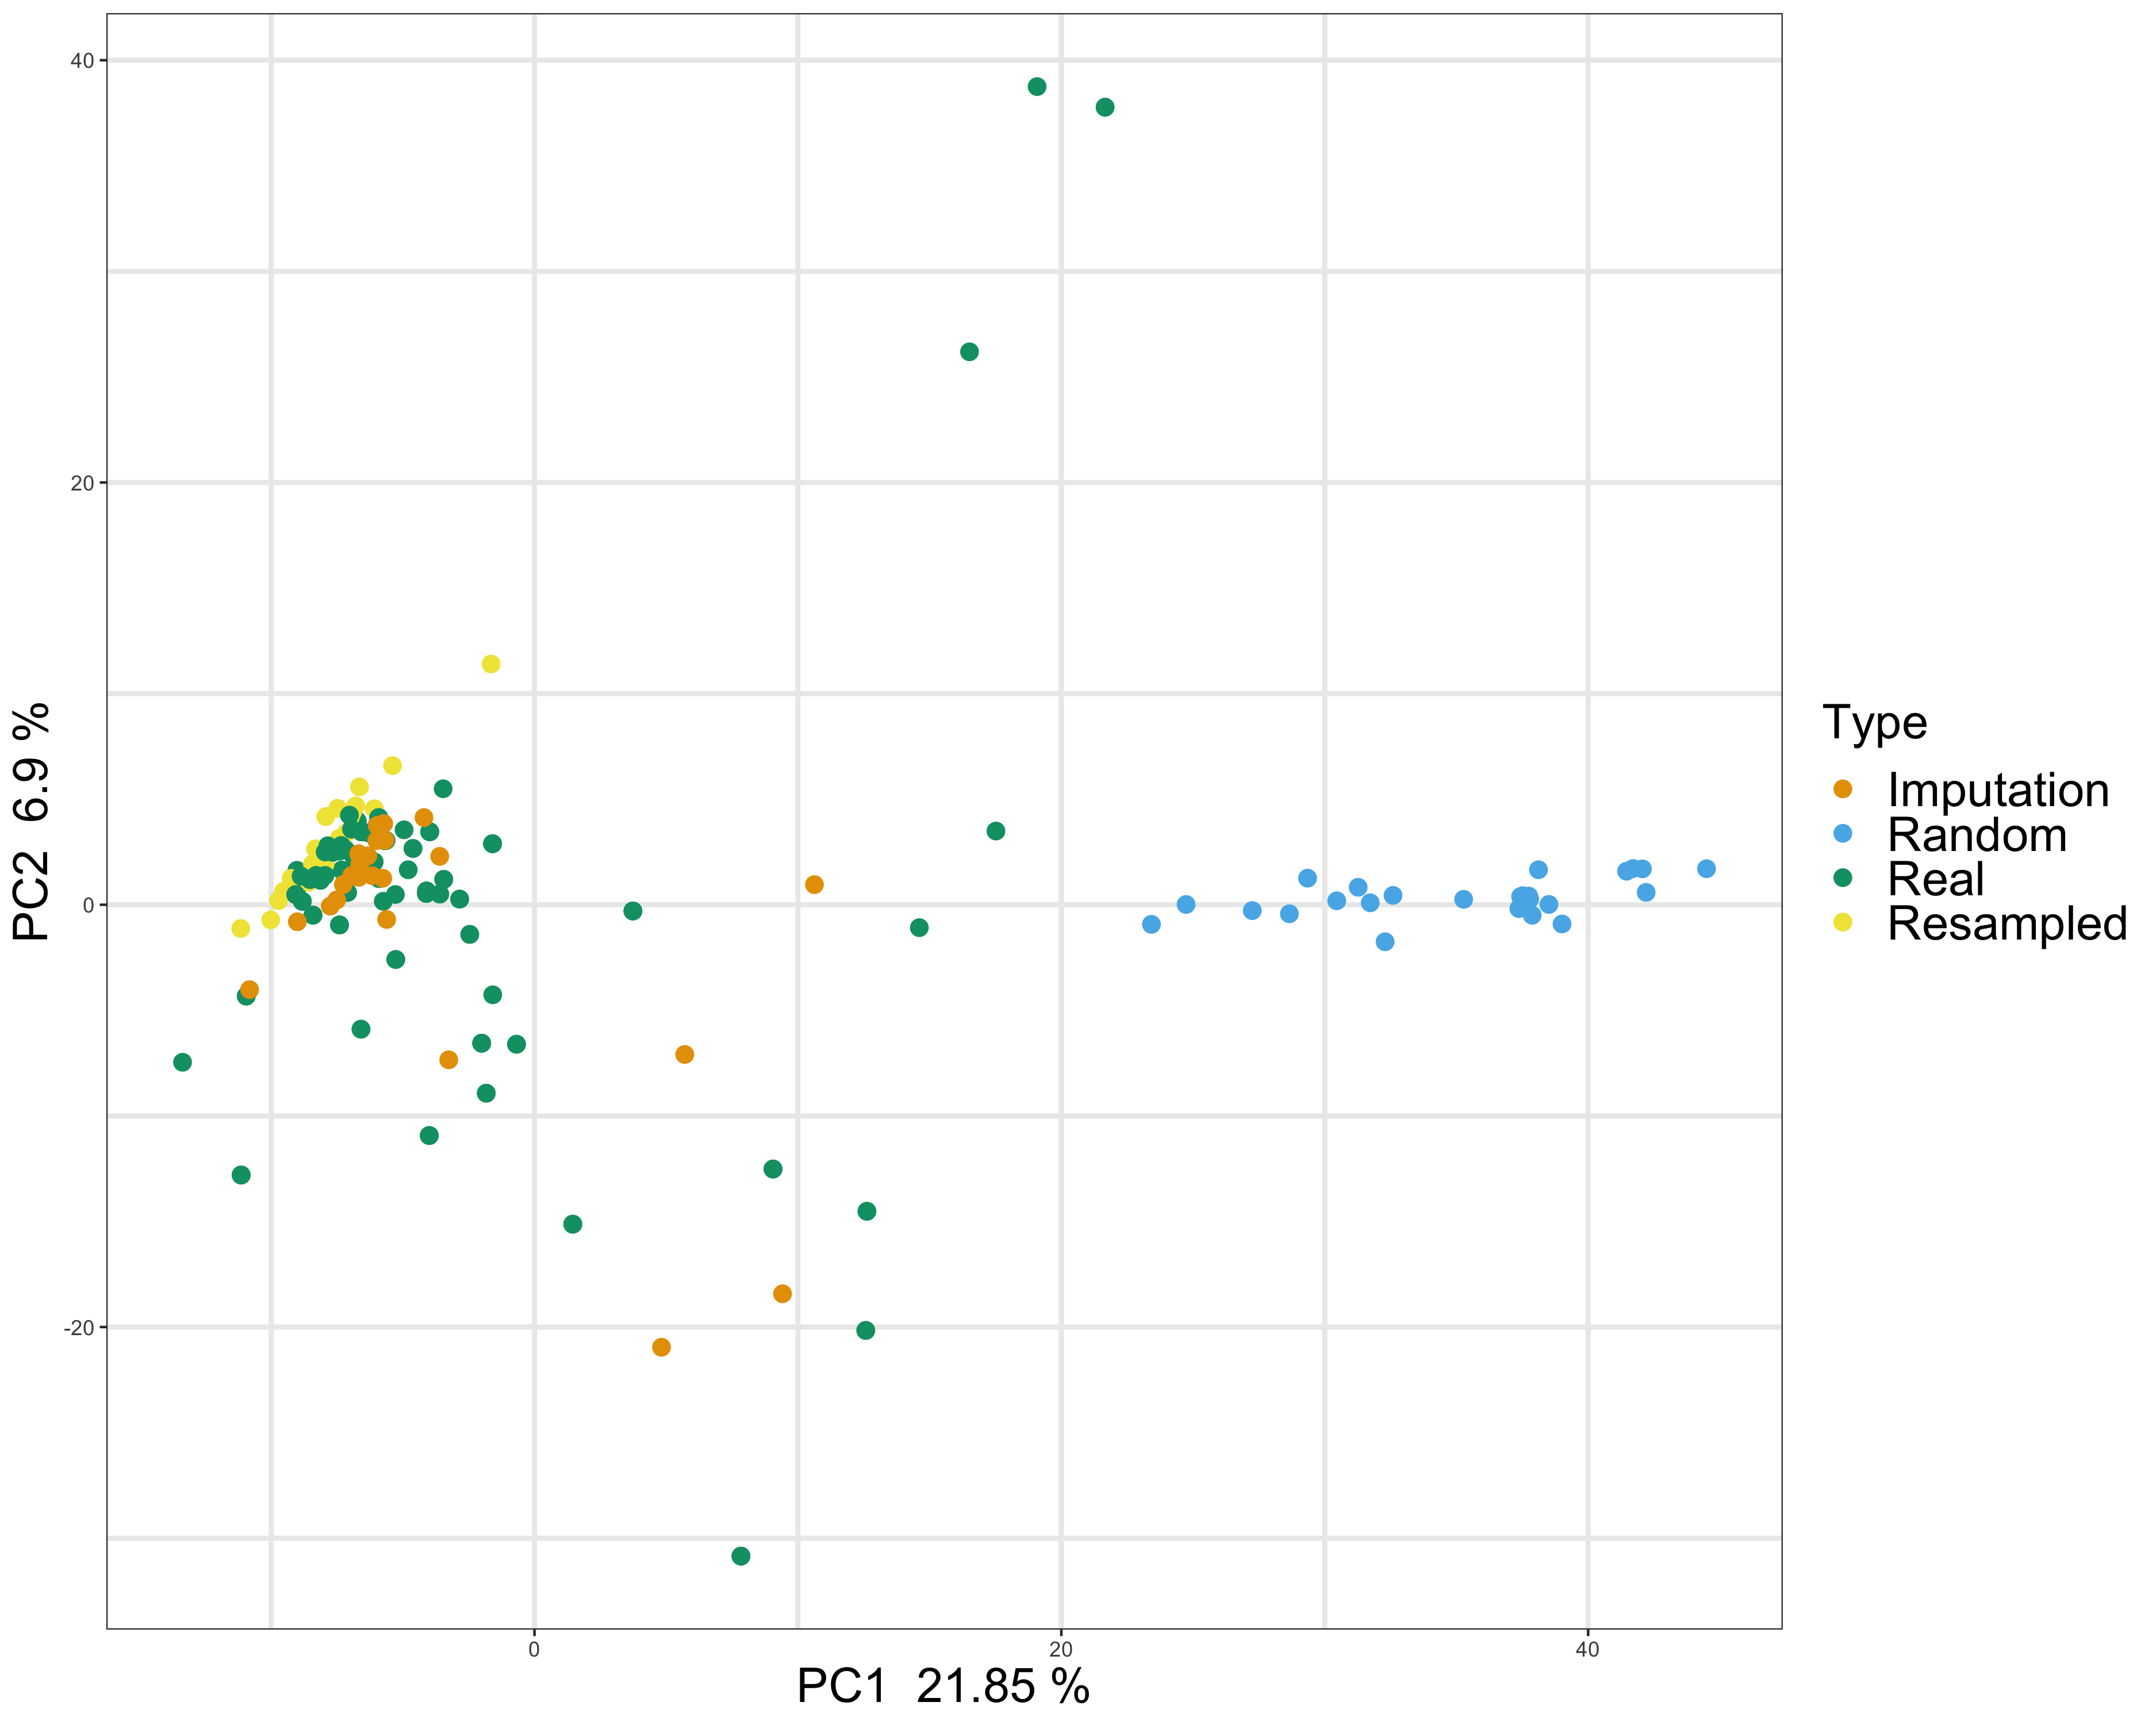 40
20
0
-20
PC2 6.9 %
0
20
40
PC1 21.85 %
Type
Imputation
Random
Real
Resampled